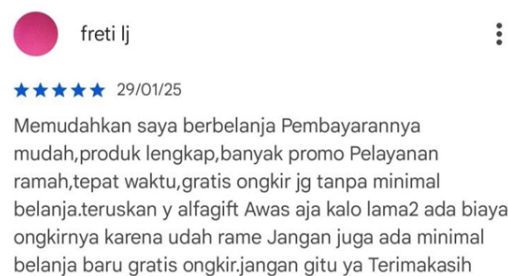 freti lj
29/01/25
Memudahkan saya berbelanja Pembayarannya
mudah,produk lengkap,banyak promo Pelayanan
ramah,tepat waktu,gratis ongkir jg tanpa minimal
belanja.teruskan y alfagift Awas aja kalo lama2 ada biaya
ongkirnya karena udah rame Jangan juga ada minimal
belanja baru gratis ongkir.jangan gitu ya Terimakasih